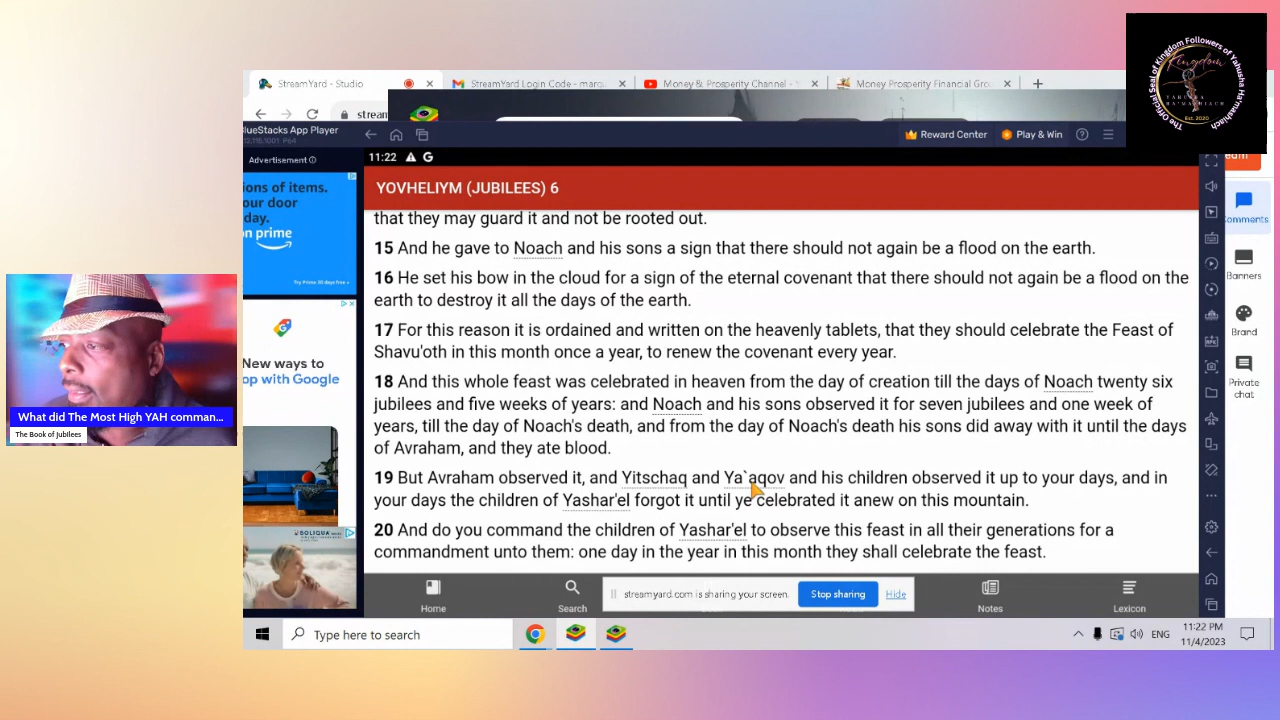 StreamYard - Studio
StreamYard Login Code - marq
Money & Prosperity Channel - Y
Money Prosperity Financial Gro
stream
BlueStacks App Player
Reward Center
Play & Win
Advertisement
11:22
YOVHELIYM (JUBILEES) 6
that they may guard it and not be rooted out.
15 And he gave to Noach and his sons a sign that there should not again be a flood on the earth.
16 He set his bow in the cloud for a sign of the eternal covenant that there should not again be a flood on the
earth to destroy it all the days of the earth.
17 For this reason it is ordained and written on the heavenly tablets, that they should celebrate the Feast of
Shavu'oth in this month once a year, to renew the covenant every year.
18 And this whole feast was celebrated in heaven from the day of creation till the days of Noach twenty six
jubilees and five weeks of years: and Noach and his sons observed it for seven jubilees and one week of
years, till the day of Noach's death, and from the day of Noach's death his sons did away with it until the days
of Avraham, and they ate blood.
19 But Avraham observed it, and Yitschaq and Ya`aqov and his children observed it up to your days, and in
your days the children of Yashar'el forgot it until ye celebrated it anew on this mountain.
20 And do you command the children of Yashar'el to observe this feast in all their generations for a
commandment unto them: one day in the year in this month they shall celebrate the feast.
Home
Search
Notes
Lexicon
streamyard.com is sharing your screen.
Stop sharing
Hide
ions of items.
our door
day.
on prime
Try Prime 30 days free >
New ways to
op with Google
BOLIGUA
What did The Most High YAH comman...
The Book of Jubilees
The Official Seal of Kingdom Followers of Yahusha Ha'mashiach
Kingdom
YAHUSHA
HA'MASHIACH
Est. 2020
eam
Comments
Banners
Brand
Private
chat
Type here to search
ENG
11:22 PM
11/4/2023